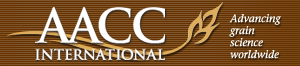 AACC
INTERNATIONAL
Advancing
grain
science
worldwide